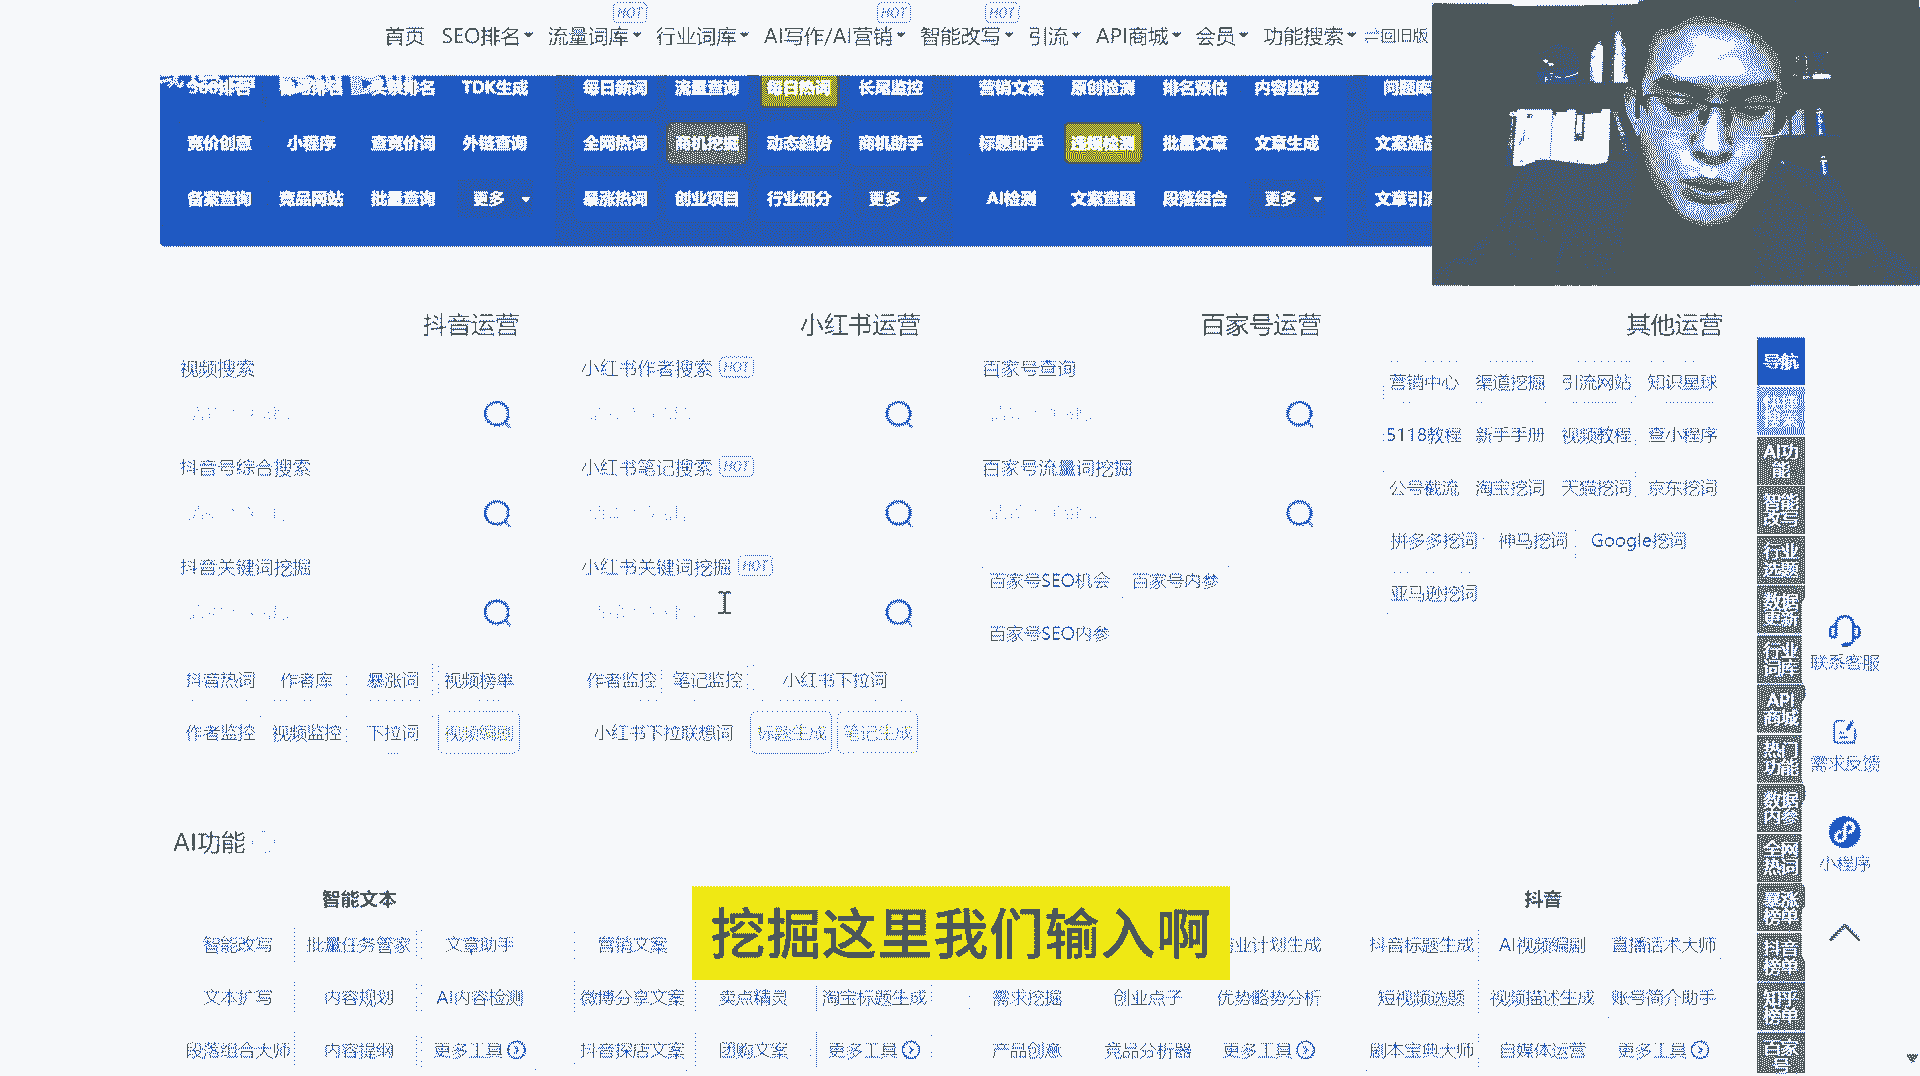 HOT HOT HOT
首页 SEO排名 流量词库 行业词库 AI写作/AI营销 智能改写 引流 API商城 会员 功能搜索 回旧版
360排名 TDK生成 每日新词 流量查询 每日热词 长尾监控 营销文案 原创检测 排名预估 内容监控 问题库
竞价创意 小程序 查竞价词 外链查询 全网热词 商机挖掘 动态趋势 商机助手 标题助手 违规检测 批量文章 文章生成 文案选品
备案查询 竞品网站 批量查询 更多 暴涨热词 创业项目 行业细分 更多 AI检测 文案查题 段落组合 更多 文章引流
抖音运营 小红书运营 百家号运营 其他运营
视频搜索 小红书作者搜索 HOT 百家号查询
抖音号综合搜索 小红书笔记搜索 HOT 百家号流量词挖掘
抖音关键词挖掘 小红书关键词挖掘 HOT
营销中心 渠道挖掘 引流网站 知识星球
5118教程 新手手册 视频教程 查小程序
公号截流 淘宝挖词 天猫挖词 京东挖词
拼多多挖词 神马挖词 Google挖词
亚马逊挖词
百家号SEO机会 百家号内参
百家号SEO内参
抖音热词 作者库 暴涨词 视频榜单 作者监控 笔记监控 小红书下拉词
作者监控 视频监控 下拉词 视频编剧 小红书下拉联想词 标题生成 笔记生成
AI功能
智能文本 抖音
智能改写 批量任务管家 文章助手 营销文案 业计划生成 抖音标题生成 AI视频编剧 直播话术大师
挖掘这里我们输入啊
文本扩写 内容规划 AI内容检测 微博分享文案 卖点精灵 淘宝标题生成 需求挖掘 创业点子 优势略势分析 短视频选题 视频描述生成 账号简介助手
段落组合大师 内容提纲 更多工具 抖音探店文案 团购文案 更多工具 产品创意 竞品分析器 更多工具 剧本宝典大师 自媒体运营 更多工具
导航
快捷搜索
AI功能
智能改写
行业选题
数据更新
行业词库
API商城
热门功能
数据内参
全网热词
暴涨榜单
抖音榜单
知乎榜单
百家号
联系客服
需求反馈
小程序